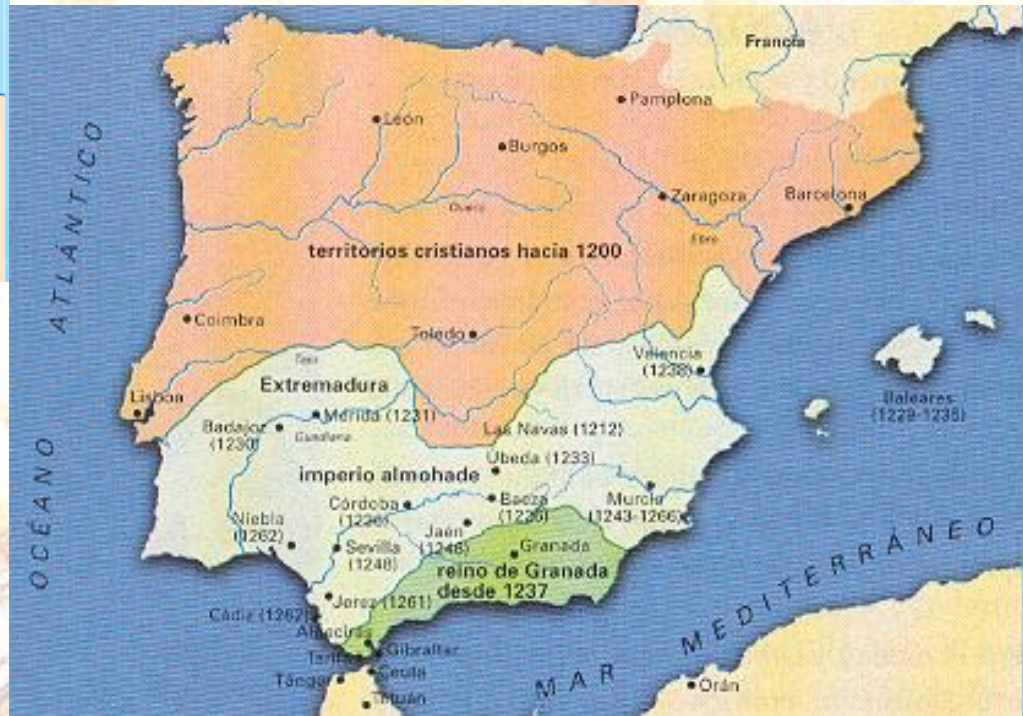 Francia
Pamplona
León
Burgos
Zaragoza
Barcelona
Duero
Ebro
territorios cristianos hacia 1200
OCÉANO ATLÁNTICO
Coimbra
Toledo
Tajo
Valencia
(1238)
Extremadura
Lisboa
Mérida (1231)
Badajoz
(1230)
Guadiana
Las Navas (1212)
Baleares
(1229-1235)
Úbeda (1233)
imperio almohade
Córdoba
(1236)
Baeza
Murcia
(1243-1266)
Niebla
(1262)
Jaén
(1246)
Sevilla
(1248)
Granada
reino de Granada
desde 1237
Jerez (1261)
Cádiz (1262)
Algeciras
Gibraltar
Tarifa
Ceuta
Tánger
Tetuán
MAR MEDITERRÁNEO
Orán